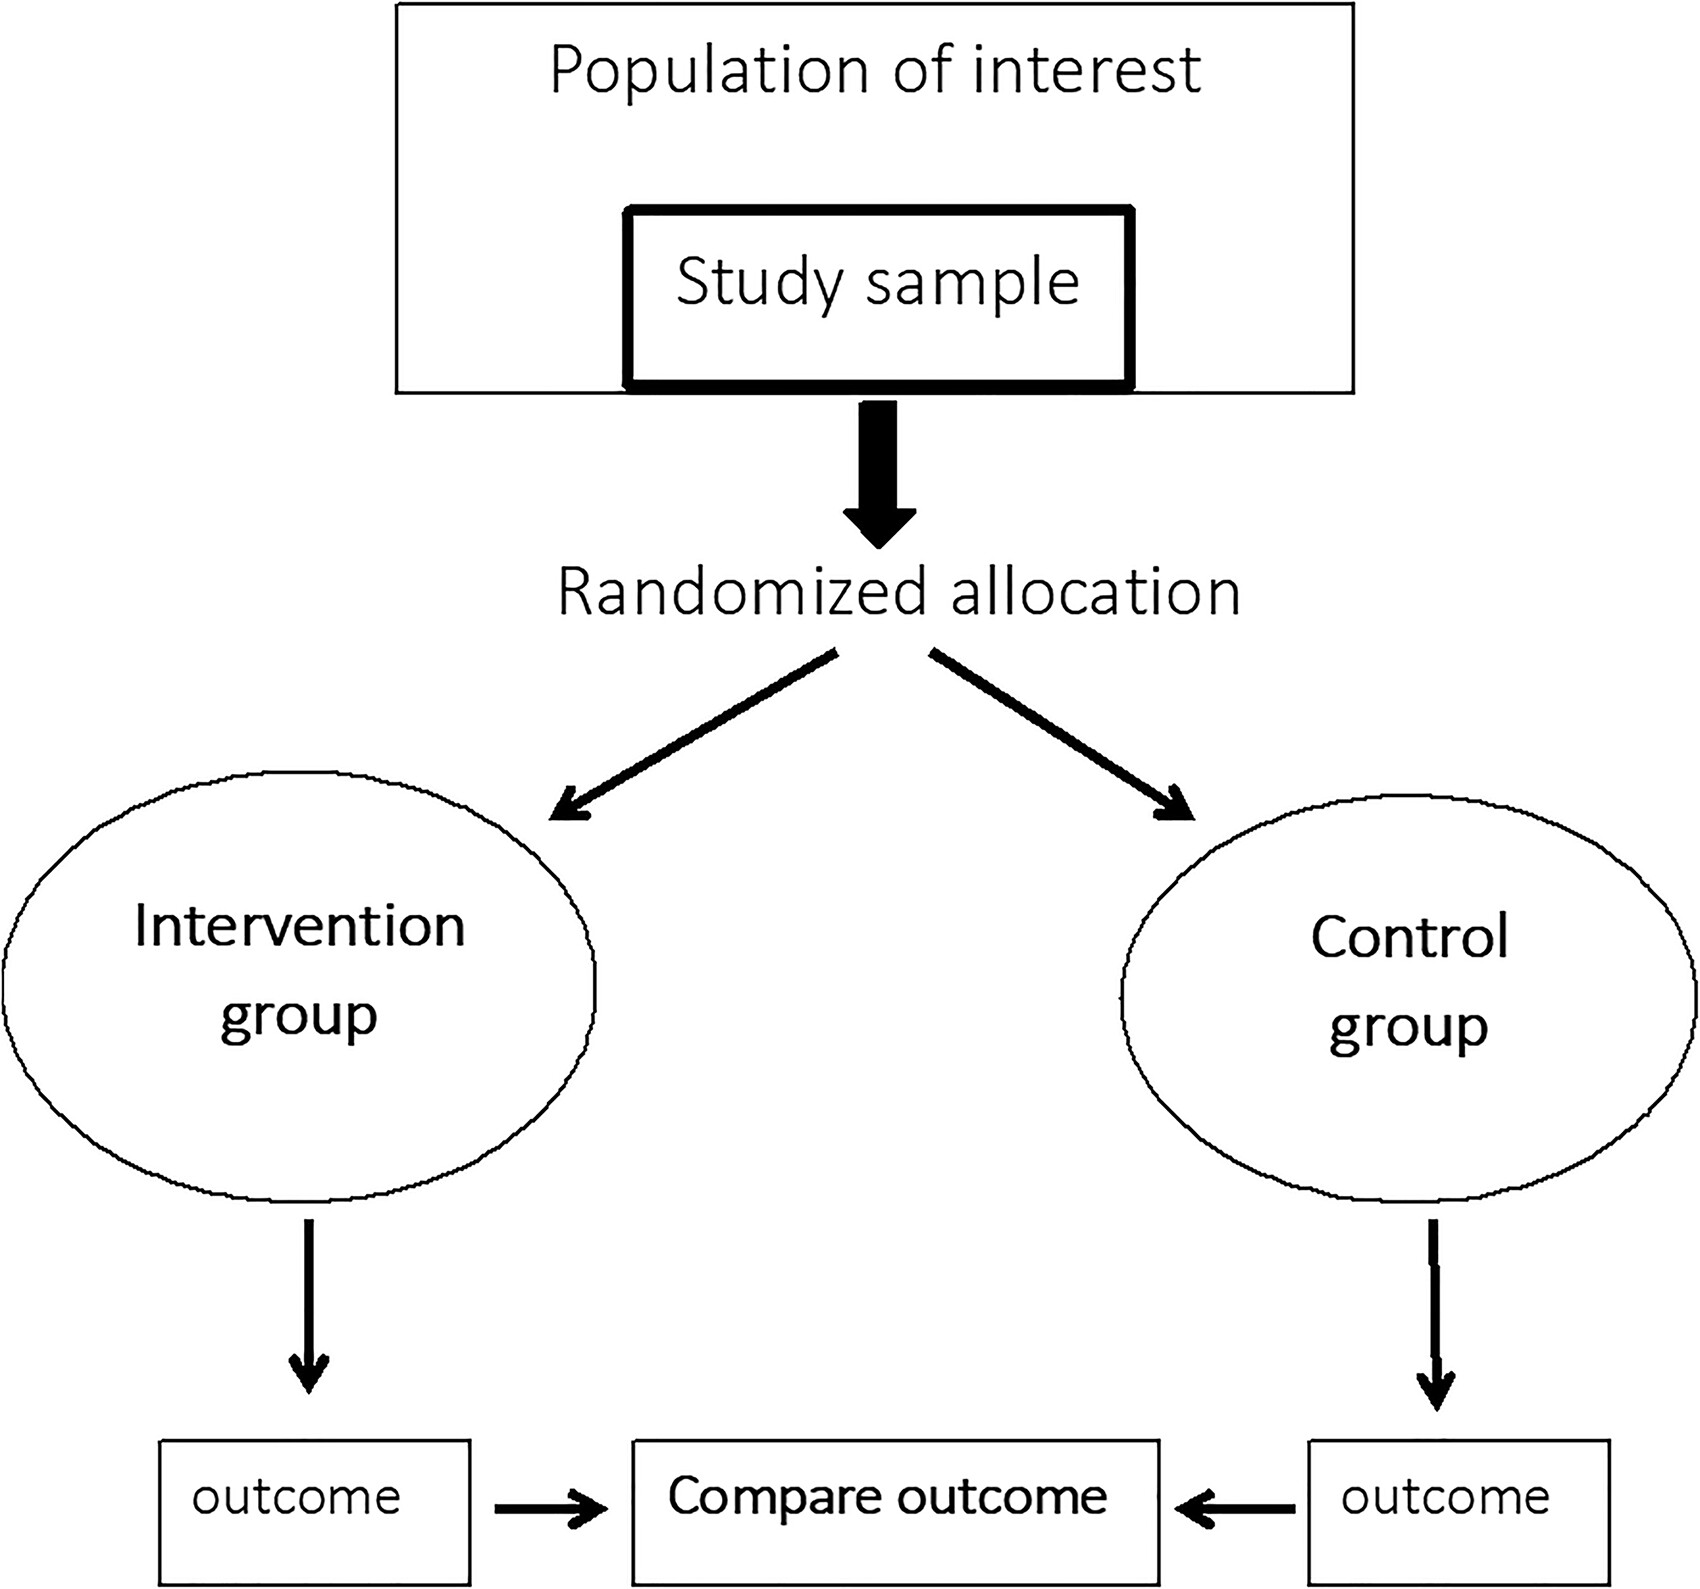 Population of interest
Study sample
Randomized allocation
Intervention
group
Control
group
outcome
Compare outcome
outcome